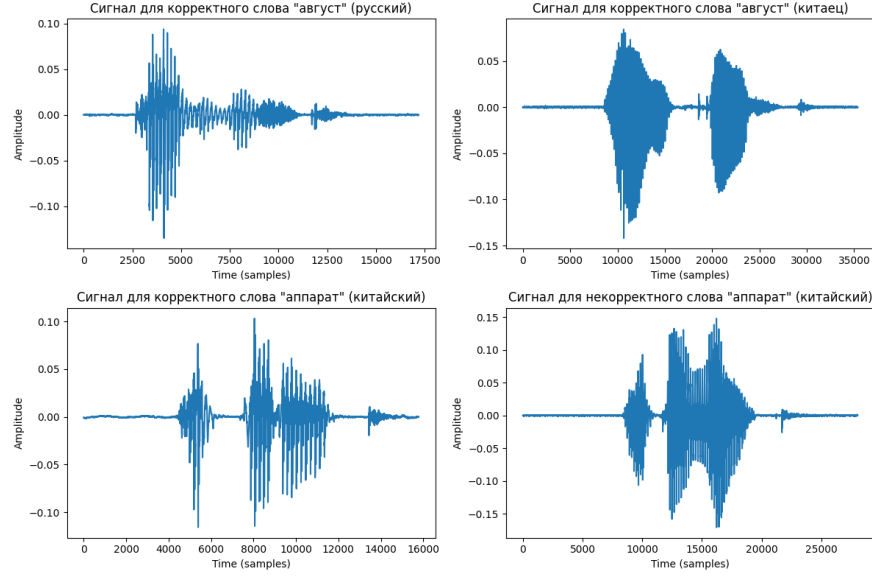 Сигнал для корректного слова "август" (русский)
Amplitude
0.10
0.05
0.00
−0.05
−0.10
0 2500 5000 7500 10000 12500 15000 17500
Time (samples)
Сигнал для корректного слова "август" (китаец)
Amplitude
0.05
0.00
−0.05
−0.10
−0.15
0 5000 10000 15000 20000 25000 30000 35000
Time (samples)
Сигнал для корректного слова "аппарат" (китайский)
Amplitude
0.10
0.05
0.00
−0.05
−0.10
0 2000 4000 6000 8000 10000 12000 14000 16000
Time (samples)
Сигнал для некорректного слова "аппарат" (китайский)
Amplitude
0.15
0.10
0.05
0.00
−0.05
−0.10
−0.15
0 5000 10000 15000 20000 25000
Time (samples)